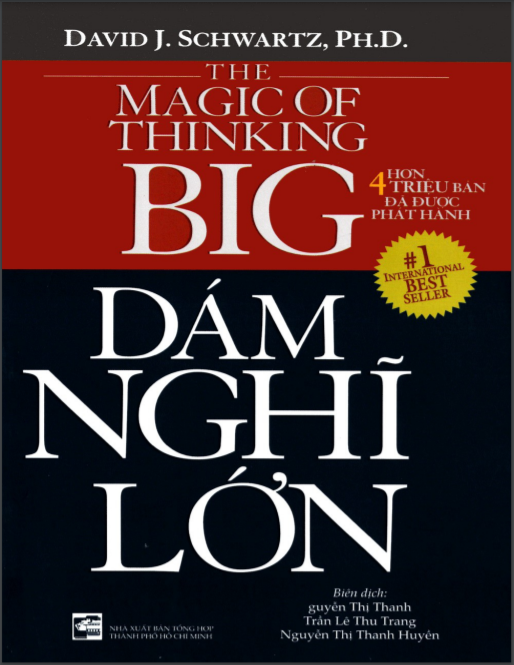 DAVID J. SCHWARTZ, PH.D.
THE
MAGIC OF
THINKING
BIG
4 HƠN
TRIỆU BẢN
ĐÃ ĐƯỢC
PHÁT HÀNH
#1
INTERNATIONAL
BEST
SELLER
DÁM
NGHĨ
LỚN
Biên dịch:
guyễn Thị Thanh
Trần Lê Thu Trang
Nguyễn Thị Thanh Huyền
NHÀ XUẤT BẢN TỔNG HỢP
THÀNH PHỐ HỒ CHÍ MINH